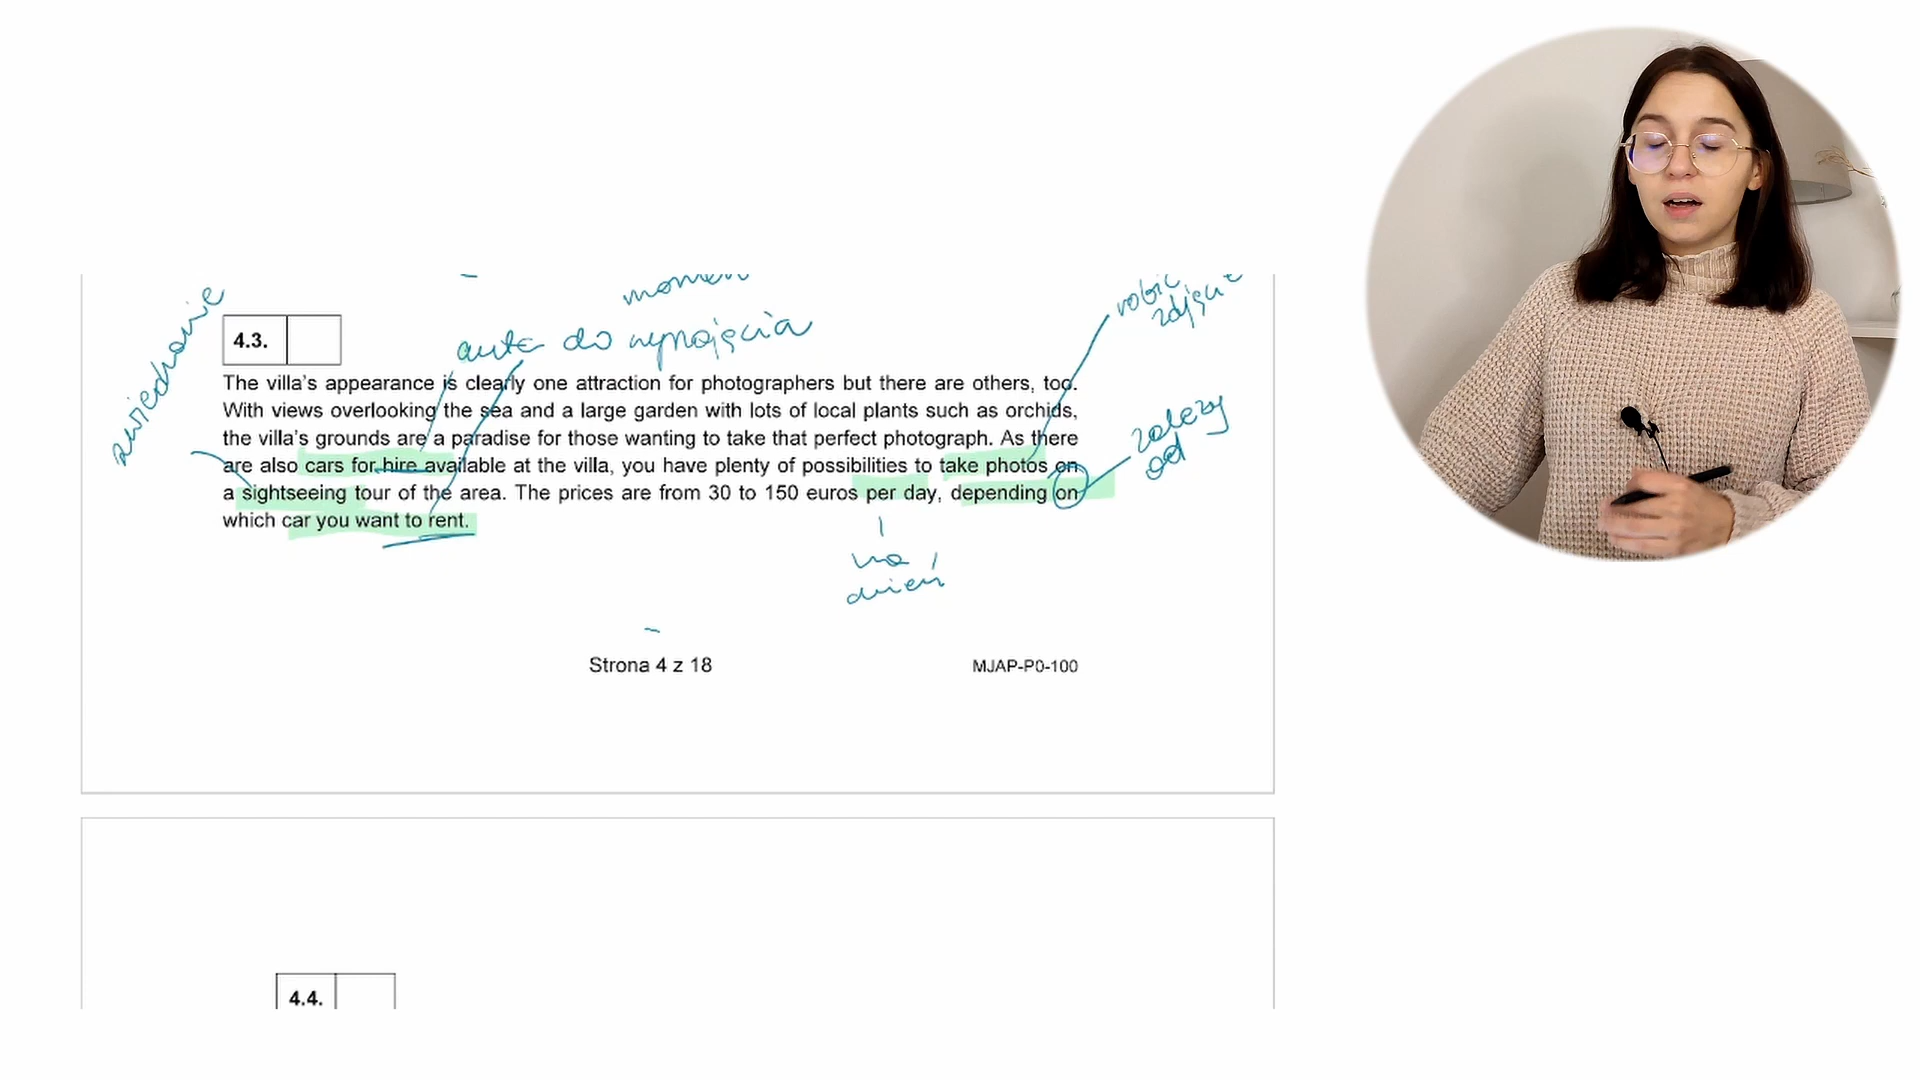 momen
robić
zdjęcie
zwiedzanie
4.3.
auta do wynajęcia
The villa's appearance is clearly one attraction for photographers but there are others, too.
With views overlooking the sea and a large garden with lots of local plants such as orchids,
the villa's grounds are a paradise for those wanting to take that perfect photograph. As there
are also cars for hire available at the villa, you have plenty of possibilities to take photos on
a sightseeing tour of the area. The prices are from 30 to 150 euros per day, depending on
which car you want to rent.
zależy
od
na
dzień
Strona 4 z 18
MJAP-P0-100
4.4.